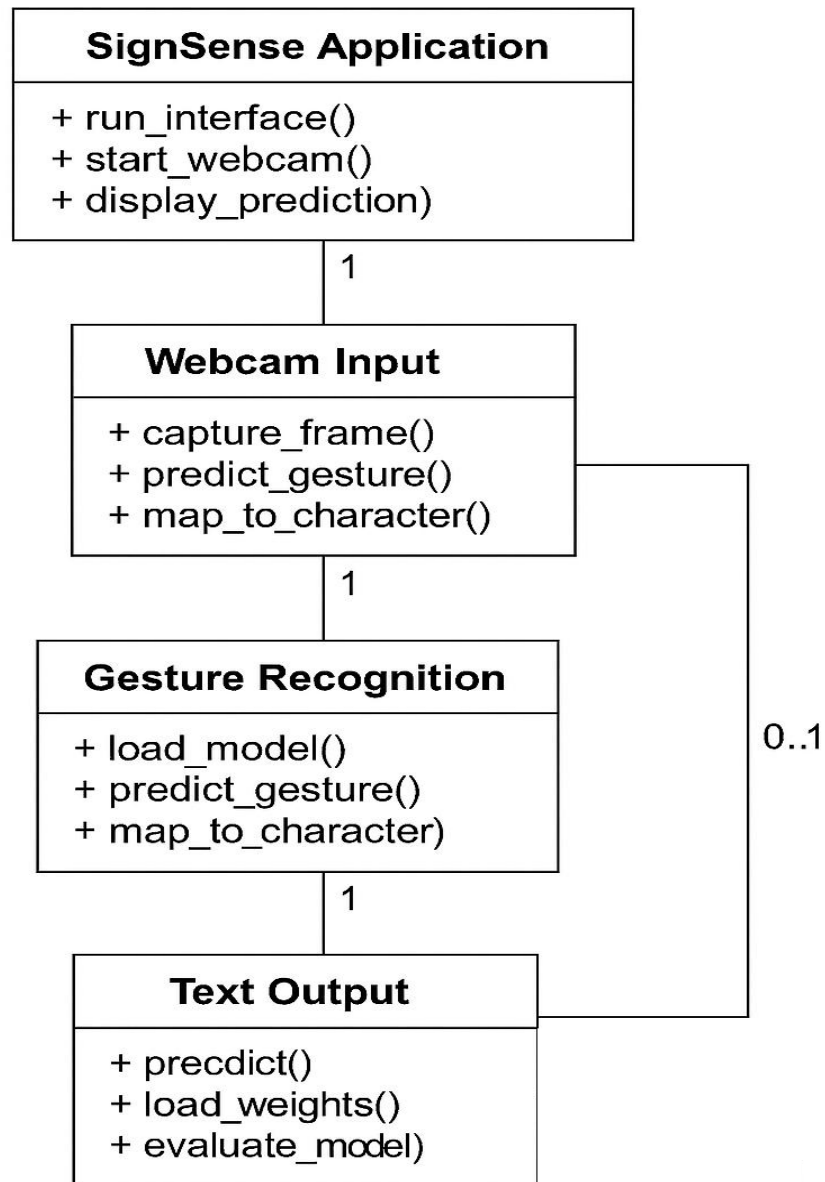 SignSense Application
+ run_interface()
+ start_webcam()
+ display_prediction)
1
Webcam Input
+ capture_frame()
+ predict_gesture()
+ map_to_character()
1
0..1
Gesture Recognition
+ load_model()
+ predict_gesture()
+ map_to_character)
1
Text Output
+ precdict()
+ load_weights()
+ evaluate_model)